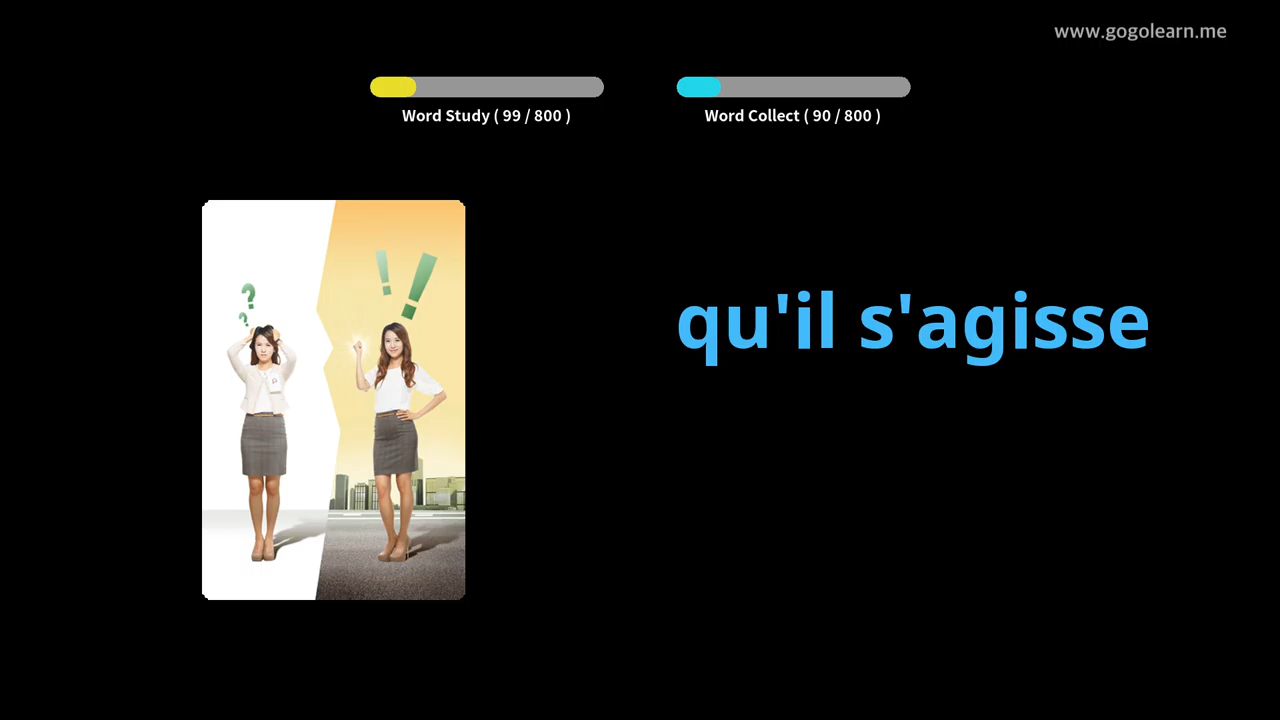 www.gogolearn.me
Word Study ( 99 / 800 )
Word Collect ( 90 / 800 )
? ?
! !
qu'il s'agisse